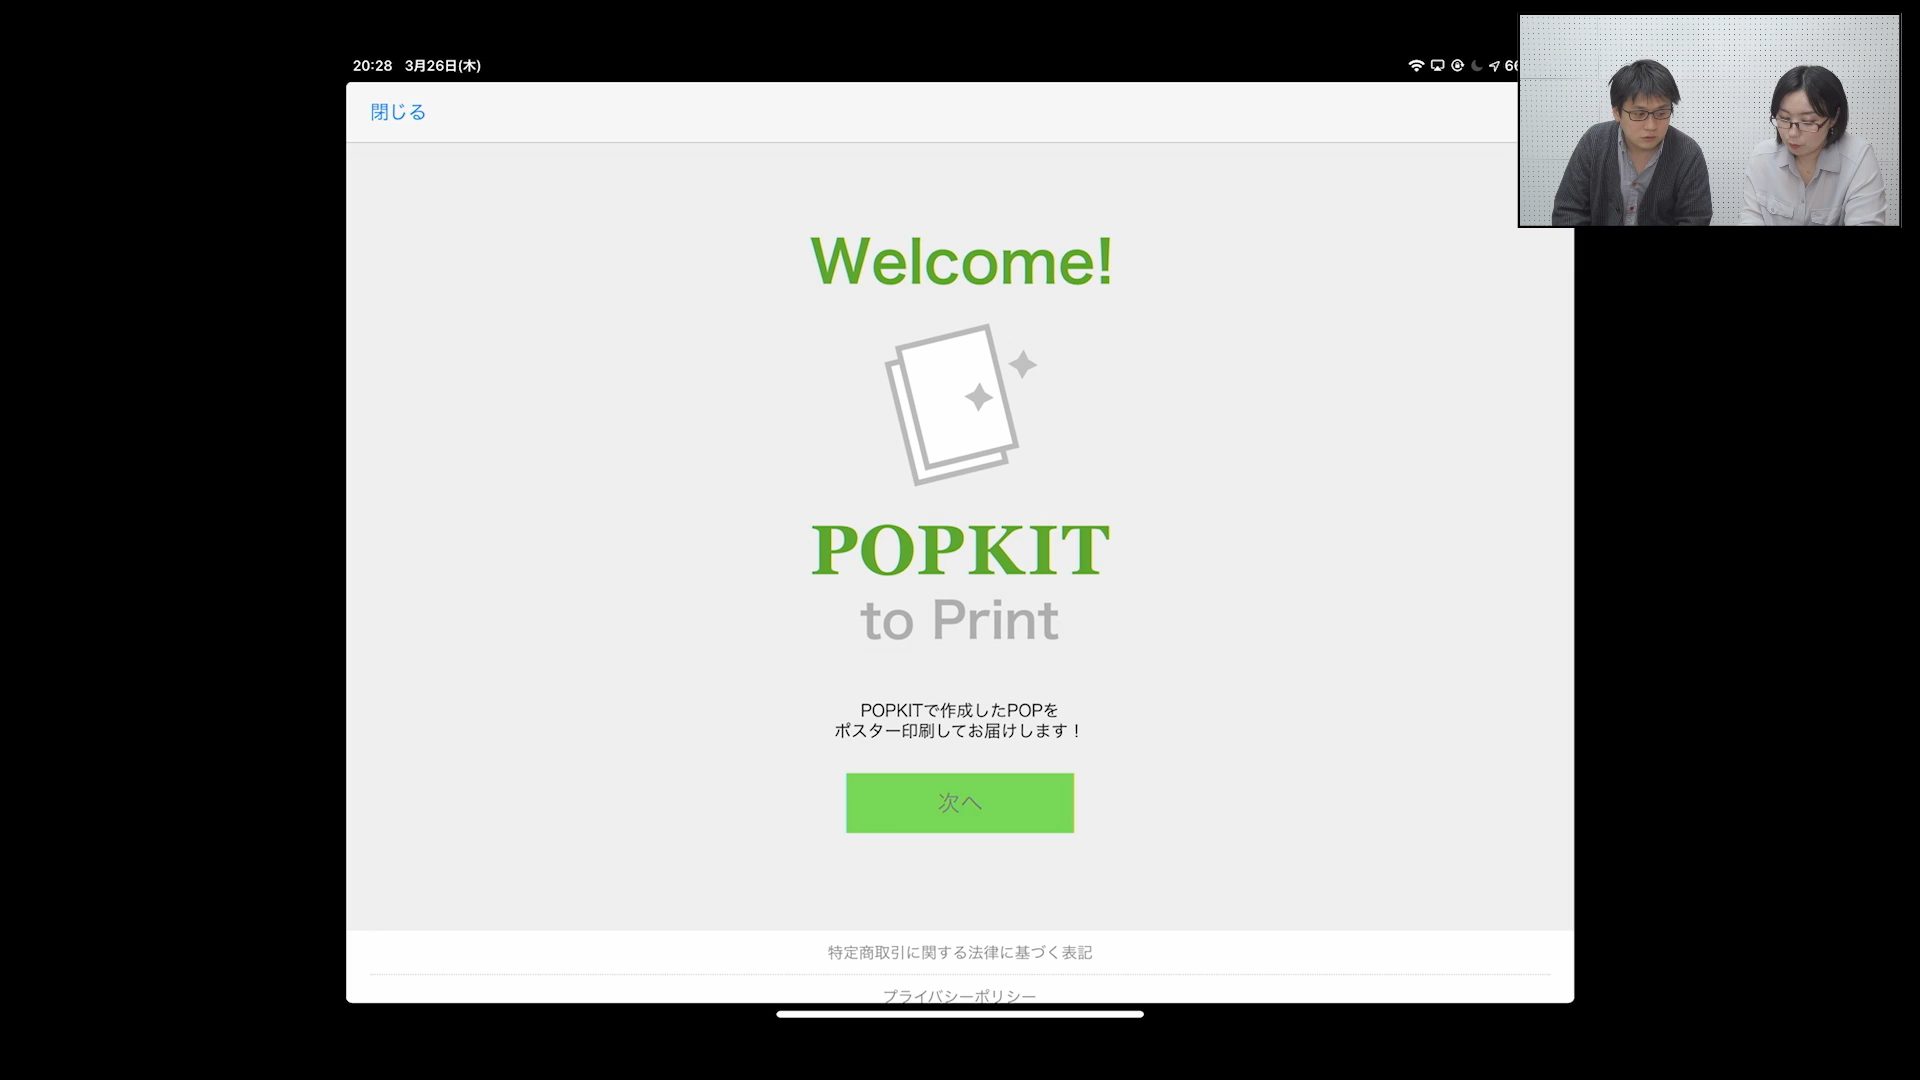 20:28 3月26日(木)
閉じる
Welcome!
POPKIT
to Print
POPKITで作成したPOPを
ポスター印刷してお届けします！
次へ
特定商取引に関する法律に基づく表記
プライバシーポリシー